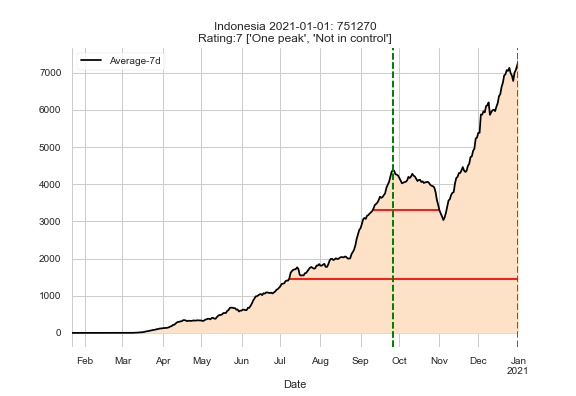 Indonesia 2021-01-01: 751270
Rating:7 ['One peak', 'Not in control']
Average-7d
7000
6000
5000
4000
3000
2000
1000
0
Feb Mar Apr May Jun Jul Aug Sep Oct Nov Dec Jan
2021
Date